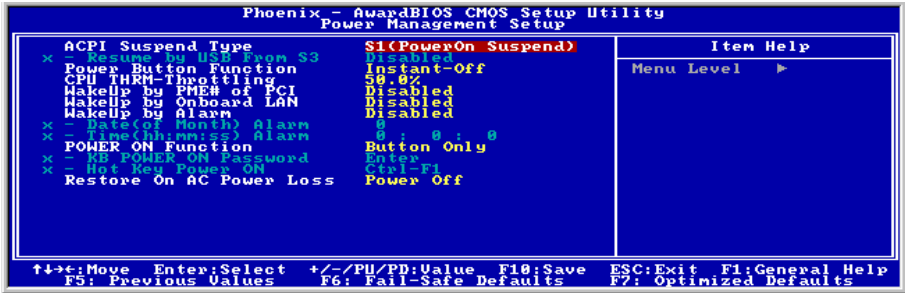 Phoenix - AwardBIOS CMOS Setup Utility
Power Management Setup
ACPI Suspend Type S1(PowerOn Suspend) Item Help
x - Resume by USB From S3 Disabled
Power Button Function Instant-Off Menu Level ►
CPU THRM-Throttling 50.0%
WakeUp by PME# of PCI Disabled
WakeUp by Onboard LAN Disabled
WakeUp by Alarm Disabled
x - Date(of Month) Alarm 0
x - Time(hh:mm:ss) Alarm 0 : 0 : 0
POWER ON Function Button Only
x - KB POWER ON Password Enter
x - Hot Key Power ON Ctrl-F1
Restore On AC Power Loss Power Off
↑↓→←:Move Enter:Select +/-/PU/PD:Value F10:Save ESC:Exit F1:General Help
F5: Previous Values F6: Fail-Safe Defaults F7: Optimized Defaults